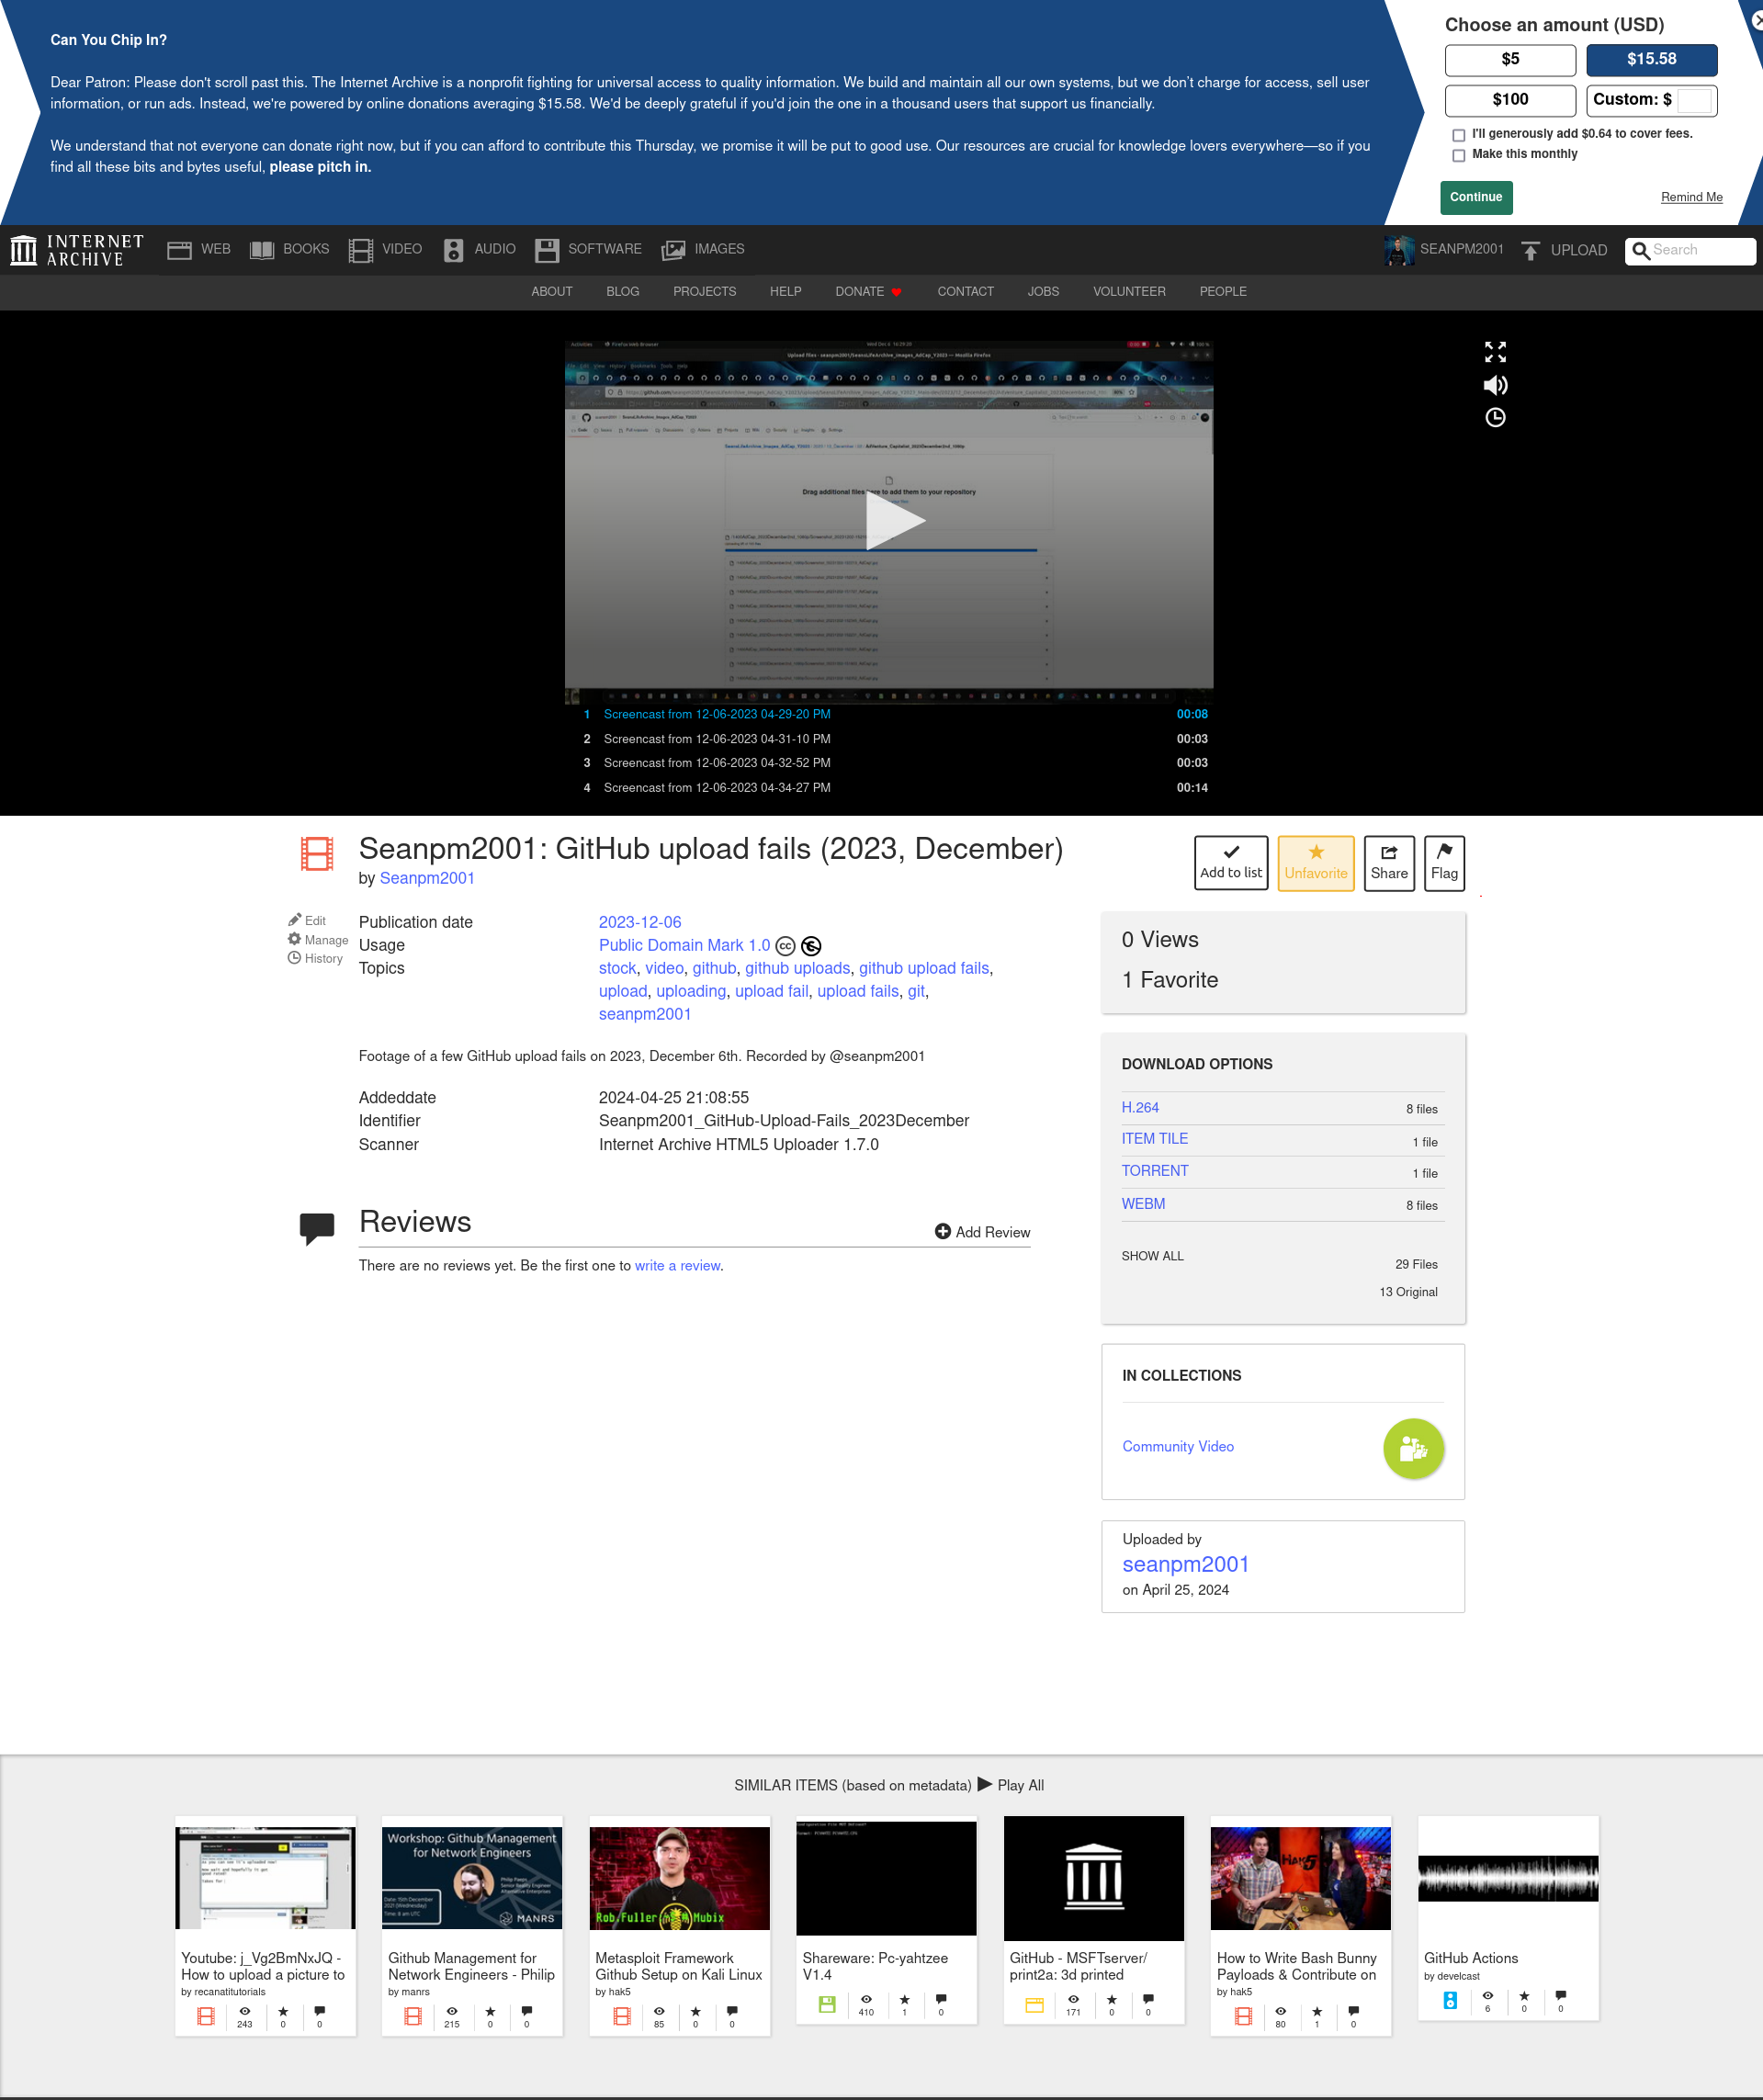 Can You Chip In?
Dear Patron: Please don't scroll past this. The Internet Archive is a nonprofit fighting for universal access to quality information. We build and maintain all our own systems, but we don’t charge for access, sell user
information, or run ads. Instead, we're powered by online donations averaging $15.58. We'd be deeply grateful if you'd join the one in a thousand users that support us financially.
We understand that not everyone can donate right now, but if you can afford to contribute this Thursday, we promise it will be put to good use. Our resources are crucial for knowledge lovers everywhere—so if you
find all these bits and bytes useful, please pitch in.
Choose an amount (USD)
$5
$15.58
$100
Custom: $
I'll generously add $0.64 to cover fees.
Make this monthly
Continue
Remind Me
INTERNET ARCHIVE
WEB
BOOKS
VIDEO
AUDIO
SOFTWARE
IMAGES
SEANPM2001
UPLOAD
Search
ABOUT
BLOG
PROJECTS
HELP
DONATE
CONTACT
JOBS
VOLUNTEER
PEOPLE
Drag additional files here to add them to your repository
1 Screencast from 12-06-2023 04-29-20 PM 00:08
2 Screencast from 12-06-2023 04-31-10 PM 00:03
3 Screencast from 12-06-2023 04-32-52 PM 00:03
4 Screencast from 12-06-2023 04-34-27 PM 00:14
Seanpm2001: GitHub upload fails (2023, December)
by Seanpm2001
Add to list
Unfavorite
Share
Flag
Edit
Manage
History
Publication date 2023-12-06
Usage Public Domain Mark 1.0
Topics stock, video, github, github uploads, github upload fails,
upload, uploading, upload fail, upload fails, git,
seanpm2001
Footage of a few GitHub upload fails on 2023, December 6th. Recorded by @seanpm2001
Addeddate 2024-04-25 21:08:55
Identifier Seanpm2001_GitHub-Upload-Fails_2023December
Scanner Internet Archive HTML5 Uploader 1.7.0
Reviews
Add Review
There are no reviews yet. Be the first one to write a review.
0 Views
1 Favorite
DOWNLOAD OPTIONS
H.264 8 files
ITEM TILE 1 file
TORRENT 1 file
WEBM 8 files
SHOW ALL
29 Files
13 Original
IN COLLECTIONS
Community Video
Uploaded by
seanpm2001
on April 25, 2024
SIMILAR ITEMS (based on metadata) Play All
Youtube: j_Vg2BmNxJQ -
How to upload a picture to
by recanatitutorials
243 0 0
Workshop: Github Management
for Network Engineers
Philip Paeps
MANRS
Github Management for
Network Engineers - Philip
by manrs
215 0 0
Rob.Fuller Mubix
Metasploit Framework
Github Setup on Kali Linux
by hak5
85 0 0
Shareware: Pc-yahtzee
V1.4
410 1 0
GitHub - MSFTserver/
print2a: 3d printed
171 0 0
HAK5
How to Write Bash Bunny
Payloads & Contribute on
by hak5
80 1 0
GitHub Actions
by develcast
6 0 0